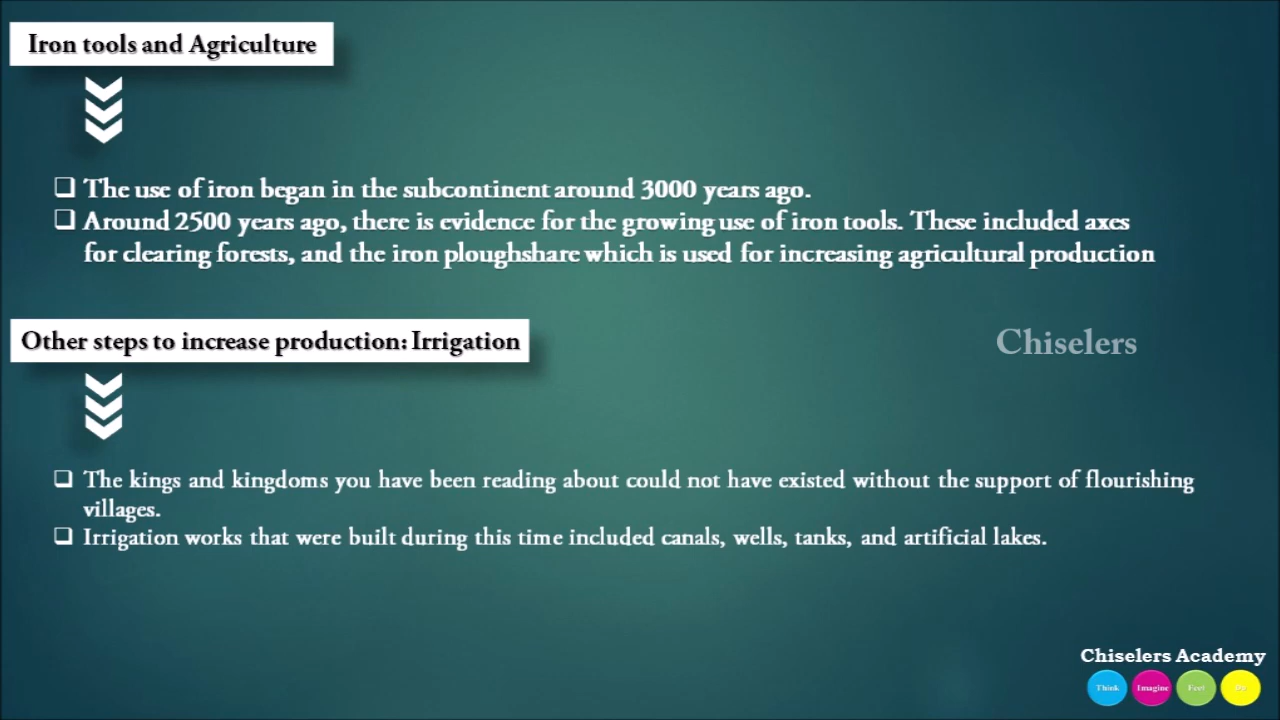 Iron tools and Agriculture
The use of iron began in the subcontinent around 3000 years ago.
Around 2500 years ago, there is evidence for the growing use of iron tools. These included axes
for clearing forests, and the iron ploughshare which is used for increasing agricultural production
Other steps to increase production: Irrigation
Chiselers
The kings and kingdoms you have been reading about could not have existed without the support of flourishing
villages.
Irrigation works that were built during this time included canals, wells, tanks, and artificial lakes.
Chiselers Academy
Think Imagine Feel